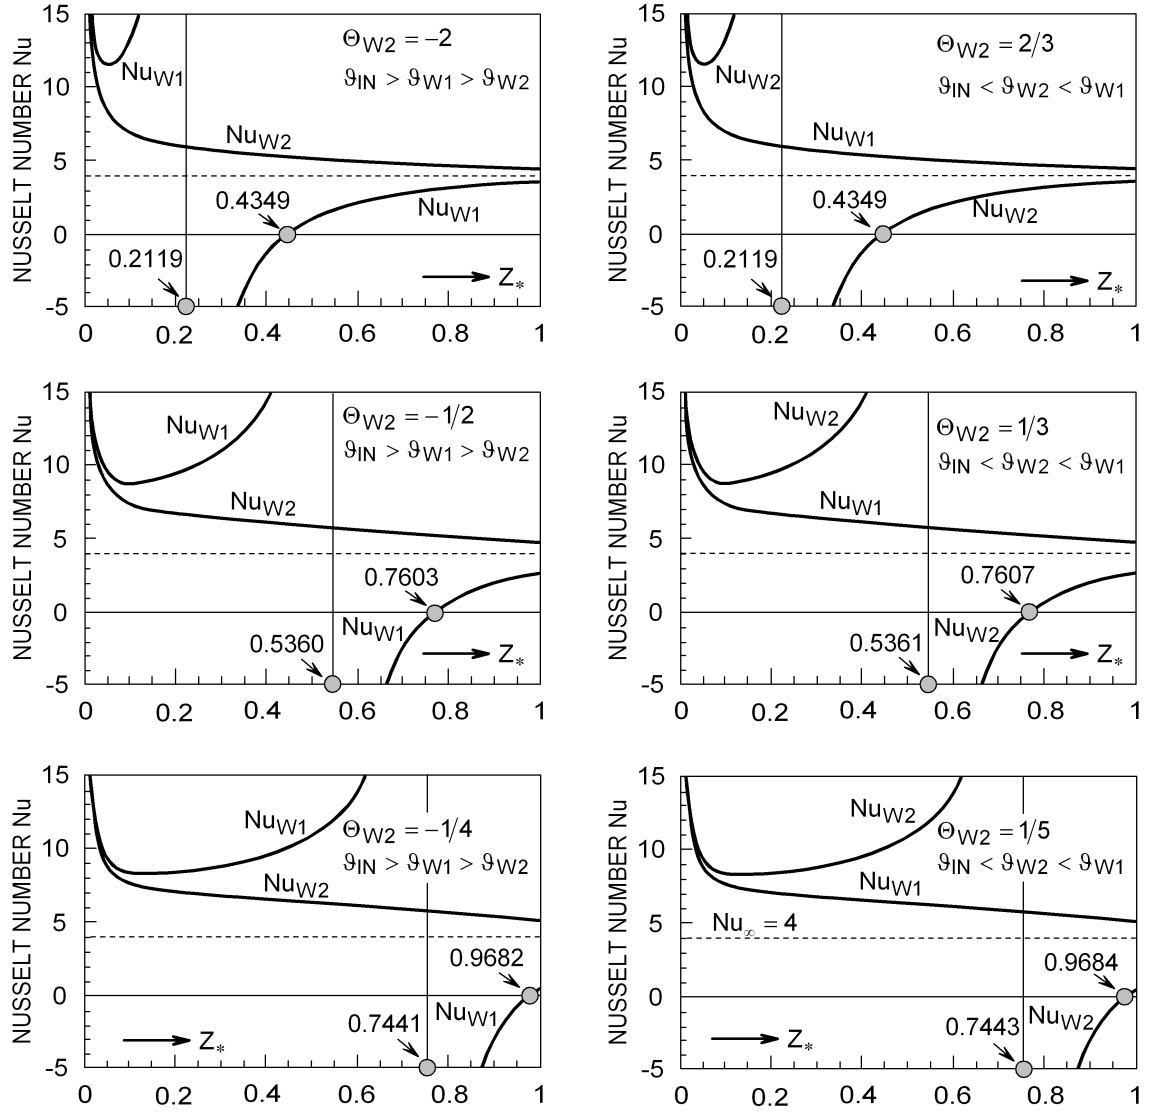 NUSSELT NUMBER Nu
15
10
5
0
-5
Θ_W2 = −2
ϑ_IN > ϑ_W1 > ϑ_W2
Nu_W1
Nu_W2
Nu_W1
0.4349
0.2119
Z_*
0 0.2 0.4 0.6 0.8 1
NUSSELT NUMBER Nu
15
10
5
0
-5
Θ_W2 = 2/3
ϑ_IN < ϑ_W2 < ϑ_W1
Nu_W2
Nu_W1
Nu_W2
0.4349
0.2119
Z_*
0 0.2 0.4 0.6 0.8 1
NUSSELT NUMBER Nu
15
10
5
0
-5
Θ_W2 = −1/2
ϑ_IN > ϑ_W1 > ϑ_W2
Nu_W1
Nu_W2
0.7603
Nu_W1
0.5360
Z_*
0 0.2 0.4 0.6 0.8 1
NUSSELT NUMBER Nu
15
10
5
0
-5
Θ_W2 = 1/3
ϑ_IN < ϑ_W2 < ϑ_W1
Nu_W2
Nu_W1
0.7607
Nu_W2
0.5361
Z_*
0 0.2 0.4 0.6 0.8 1
NUSSELT NUMBER Nu
15
10
5
0
-5
Nu_W1
Θ_W2 = −1/4
ϑ_IN > ϑ_W1 > ϑ_W2
Nu_W2
0.9682
Nu_W1
0.7441
Z_*
0 0.2 0.4 0.6 0.8 1
NUSSELT NUMBER Nu
15
10
5
0
-5
Nu_W2
Θ_W2 = 1/5
ϑ_IN < ϑ_W2 < ϑ_W1
Nu_W1
Nu_∞ = 4
0.9684
Nu_W2
0.7443
Z_*
0 0.2 0.4 0.6 0.8 1